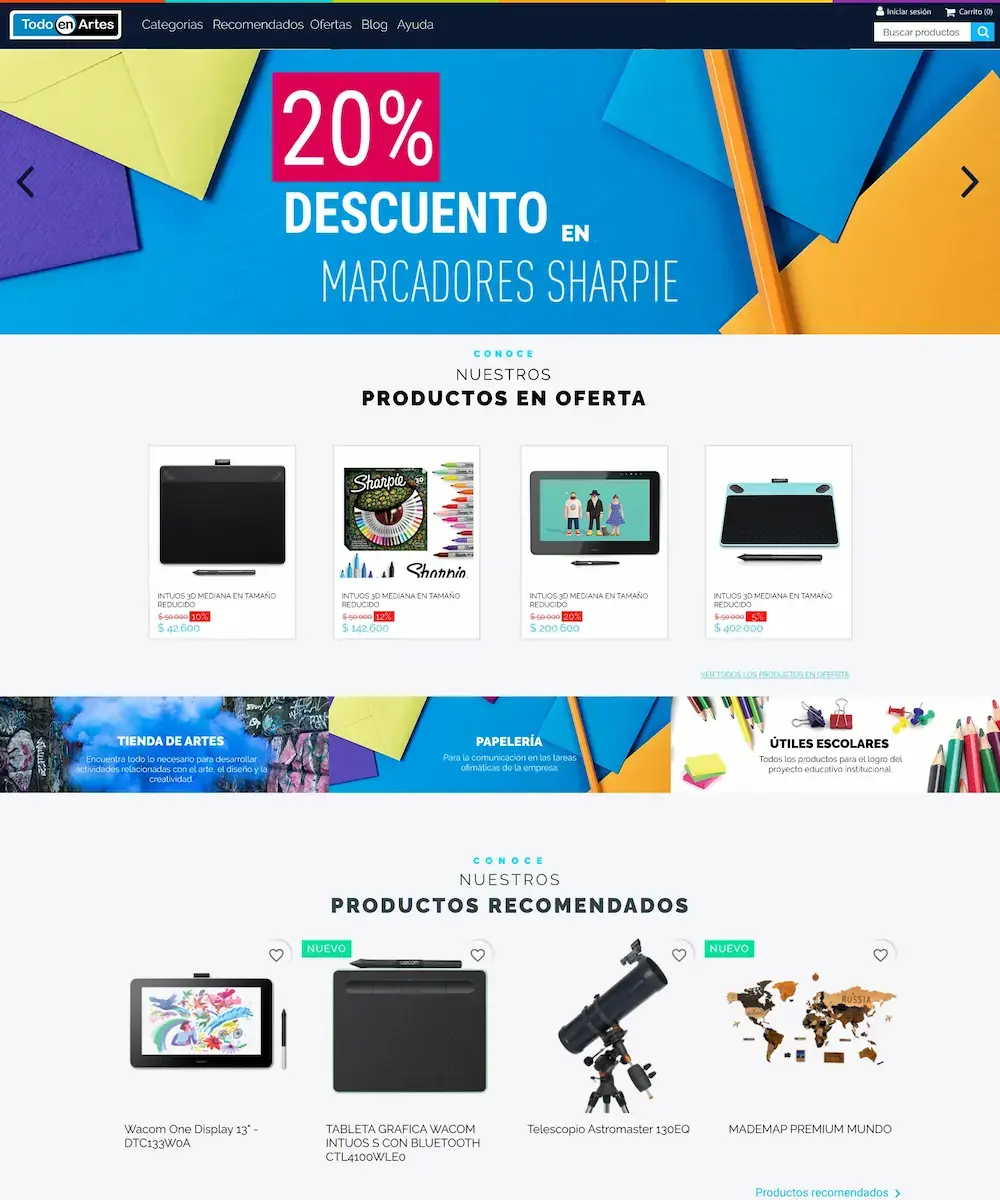 Todo en Artes
Categorías Recomendados Ofertas Blog Ayuda
Iniciar sesión Carrito (0)
Buscar productos
20%
DESCUENTO EN
MARCADORES SHARPIE
CONOCE
NUESTROS
PRODUCTOS EN OFERTA
Sharpie 30
Sharpie
INTUOS 3D MEDIANA EN TAMAÑO
REDUCIDO
$ 50.000 10%
$ 42.600
INTUOS 3D MEDIANA EN TAMAÑO
REDUCIDO
$ 50.000 12%
$ 142.600
INTUOS 3D MEDIANA EN TAMAÑO
REDUCIDO
$ 50.000 20%
$ 200.600
INTUOS 3D MEDIANA EN TAMAÑO
REDUCIDO
$ 50.000 5%
$ 402.000
VER TODOS LOS PRODUCTOS EN OFERTA
TIENDA DE ARTES
Encuentra todo lo necesario para desarrollar
actividades relacionadas con el arte, el diseño y la
creatividad.
PAPELERÍA
Para la comunicación en las tareas
ofimáticas de la empresa.
ÚTILES ESCOLARES
Todos los productos para el logro del
proyecto educativo institucional.
CONOCE
NUESTROS
PRODUCTOS RECOMENDADOS
NUEVO
NUEVO
wacom
RUSSIA
Wacom One Display 13" -
DTC133W0A
TABLETA GRAFICA WACOM
INTUOS S CON BLUETOOTH
CTL4100WLE0
Telescopio Astromaster 130EQ
MADEMAP PREMIUM MUNDO
Productos recomendados